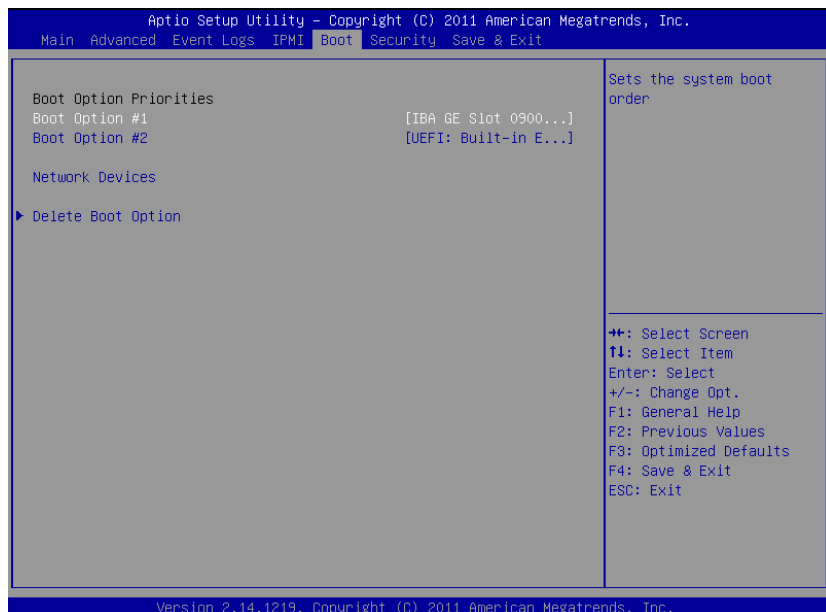 Aptio Setup Utility – Copyright (C) 2011 American Megatrends, Inc.
Main Advanced Event Logs IPMI Boot Security Save & Exit
Boot Option Priorities
Boot Option #1 [IBA GE Slot 0900...]
Boot Option #2 [UEFI: Built-in E...]
Network Devices
▶ Delete Boot Option
Sets the system boot
order
→←: Select Screen
↑↓: Select Item
Enter: Select
+/-: Change Opt.
F1: General Help
F2: Previous Values
F3: Optimized Defaults
F4: Save & Exit
ESC: Exit
Version 2.14.1219. Copyright (C) 2011 American Megatrends, Inc.